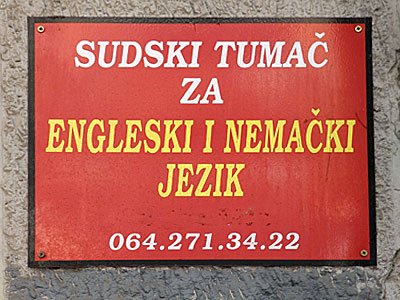 SUDSKI TUMAČ
ZA
ENGLESKI I NEMAČKI
JEZIK
064.271.34.22